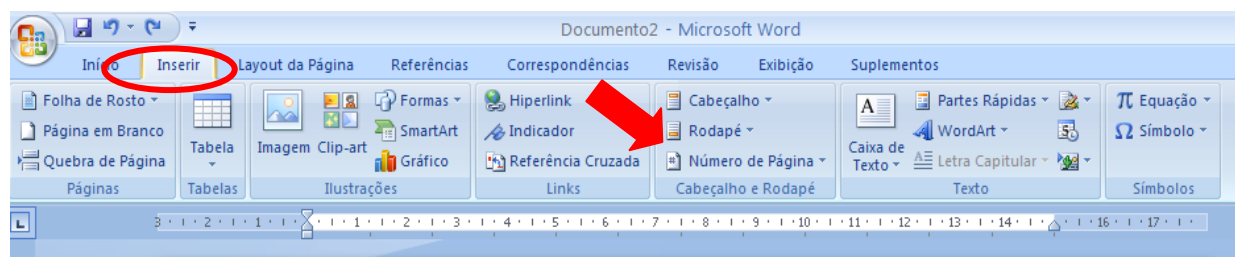 Documento2 - Microsoft Word
Início Inserir Layout da Página Referências Correspondências Revisão Exibição Suplementos
Folha de Rosto
Página em Branco
Quebra de Página
Páginas
Tabela
Tabelas
Imagem
Clip-art
Formas
SmartArt
Gráfico
Ilustrações
Hiperlink
Indicador
Referência Cruzada
Links
Cabeçalho
Rodapé
Número de Página
Cabeçalho e Rodapé
Caixa de
Texto
Partes Rápidas
WordArt
Letra Capitular
Texto
π Equação
Ω Símbolo
Símbolos
3 2 1 1 2 3 4 5 6 7 8 9 10 11 12 13 14 16 17